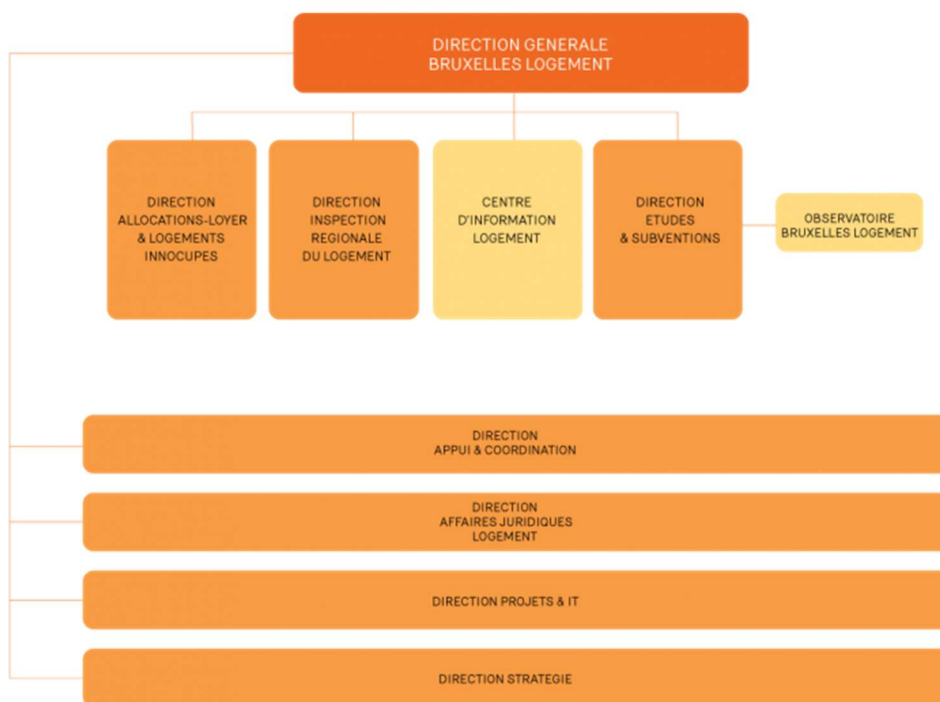 DIRECTION GENERALE
BRUXELLES LOGEMENT
DIRECTION
ALLOCATIONS-LOYER
& LOGEMENTS
INNOCUPES
DIRECTION
INSPECTION
REGIONALE
DU LOGEMENT
CENTRE
D'INFORMATION
LOGEMENT
DIRECTION
ETUDES
& SUBVENTIONS
OBSERVATOIRE
BRUXELLES LOGEMENT
DIRECTION
APPUI & COORDINATION
DIRECTION
AFFAIRES JURIDIQUES
LOGEMENT
DIRECTION PROJETS & IT
DIRECTION STRATEGIE